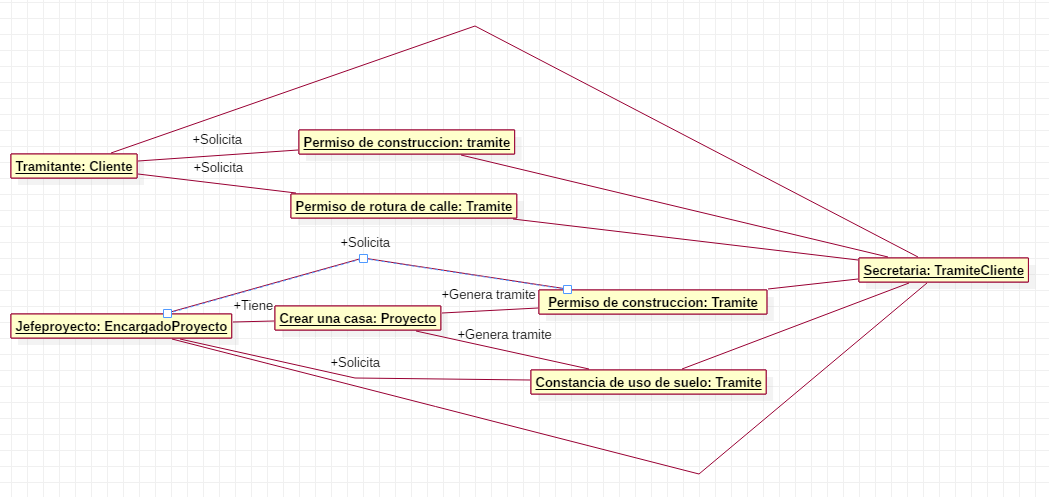 +Solicita
Permiso de construccion: tramite
Tramitante: Cliente
+Solicita
Permiso de rotura de calle: Tramite
+Solicita
Secretaria: TramiteCliente
+Genera tramite
Permiso de construccion: Tramite
+Tiene
Crear una casa: Proyecto
Jefeproyecto: EncargadoProyecto
+Genera tramite
+Solicita
Constancia de uso de suelo: Tramite